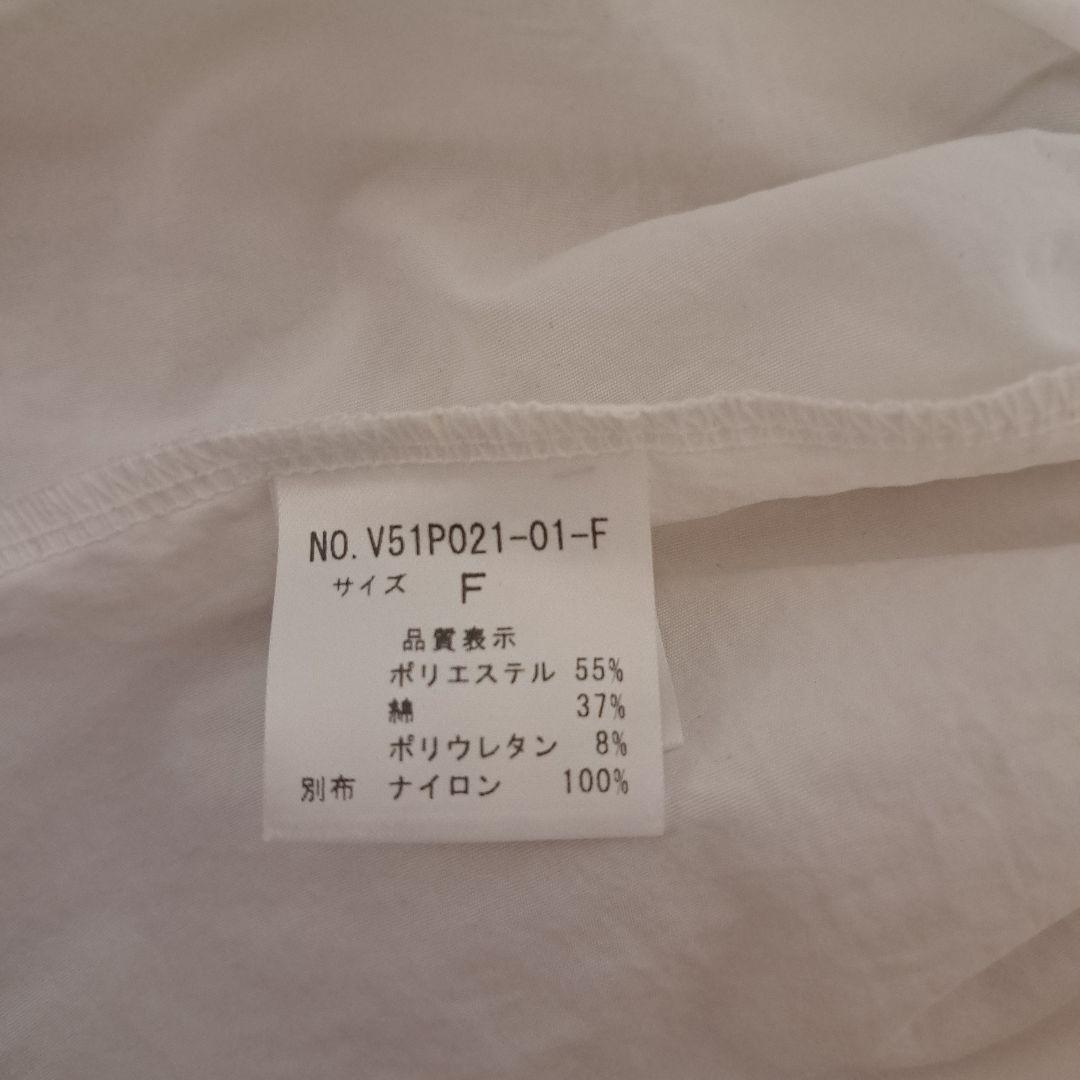 NO. V51P021-01-F
サイズ F
品質表示
ポリエステル 55%
綿 37%
ポリウレタン 8%
別布 ナイロン 100%